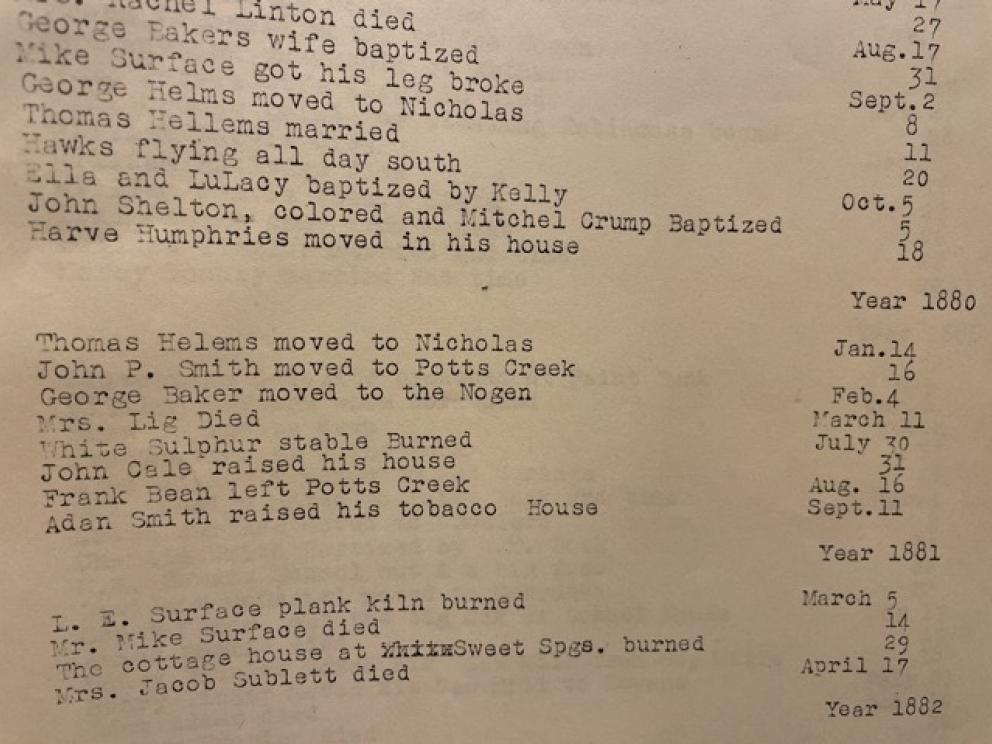 May 17
27
Rachel Linton died Aug.17
George Bakers wife baptized 31
Mike Surface got his leg broke Sept.2
George Helms moved to Nicholas 8
Thomas Hellems married 11
Hawks flying all day south 20
Ella and LuLacy baptized by Kelly Oct.5
John Shelton, colored and Mitchel Crump Baptized 5
Harve Humphries moved in his house 18
Year 1880
Thomas Helems moved to Nicholas Jan.14
John P. Smith moved to Potts Creek 16
George Baker moved to the Nogen Feb.4
Mrs. Lig Died March 11
White Sulphur stable Burned July 30
John Cale raised his house 31
Frank Bean left Potts Creek Aug. 16
Adan Smith raised his tobacco House Sept.11
Year 1881
L. E. Surface plank kiln burned March 5
Mr. Mike Surface died 14
The cottage house at Sweet Spgs. burned 29
Mrs. Jacob Sublett died April 17
Year 1882